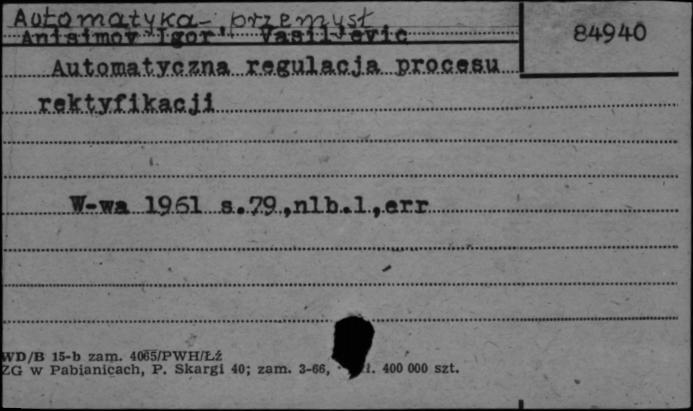 Automatyka - przemysł
84940
Anisimov Igor' Vasil'evic
Automatyczna regulacja procesu
rektyfikacji
W-wa 1961 s.79,nlb.1,err
WD/B 15-b zam. 4065/PWH/Łź
ZG w Pabianicach, P. Skargi 40; zam. 3-66, 400 000 szt.